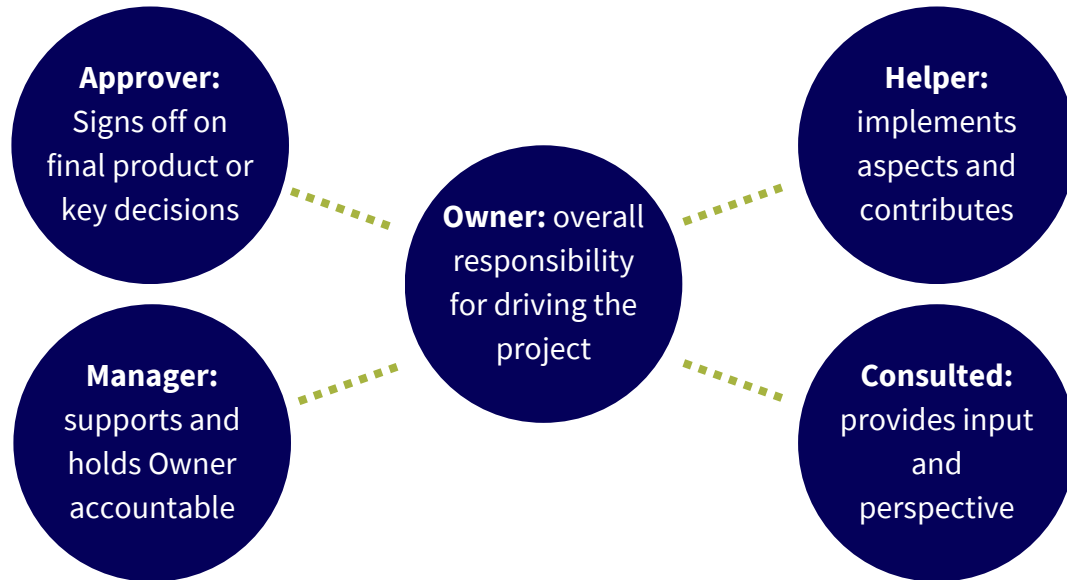 Approver:
Signs off on
final product or
key decisions
Helper:
implements
aspects and
contributes
Owner: overall
responsibility
for driving the
project
Manager:
supports and
holds Owner
accountable
Consulted:
provides input
and
perspective